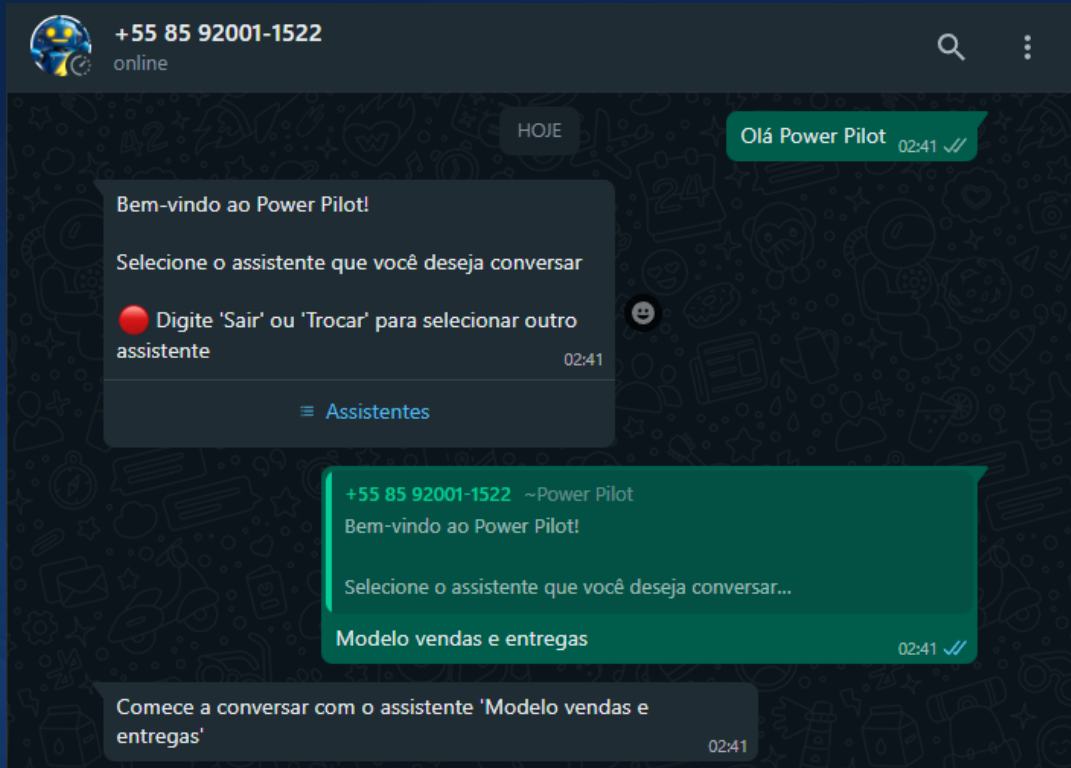 +55 85 92001-1522
online
HOJE
Olá Power Pilot 02:41
Bem-vindo ao Power Pilot!
Selecione o assistente que você deseja conversar
🔴 Digite 'Sair' ou 'Trocar' para selecionar outro
assistente
02:41
Assistentes
+55 85 92001-1522 ~Power Pilot
Bem-vindo ao Power Pilot!
Selecione o assistente que você deseja conversar...
Modelo vendas e entregas
02:41
Comece a conversar com o assistente 'Modelo vendas e
entregas'
02:41